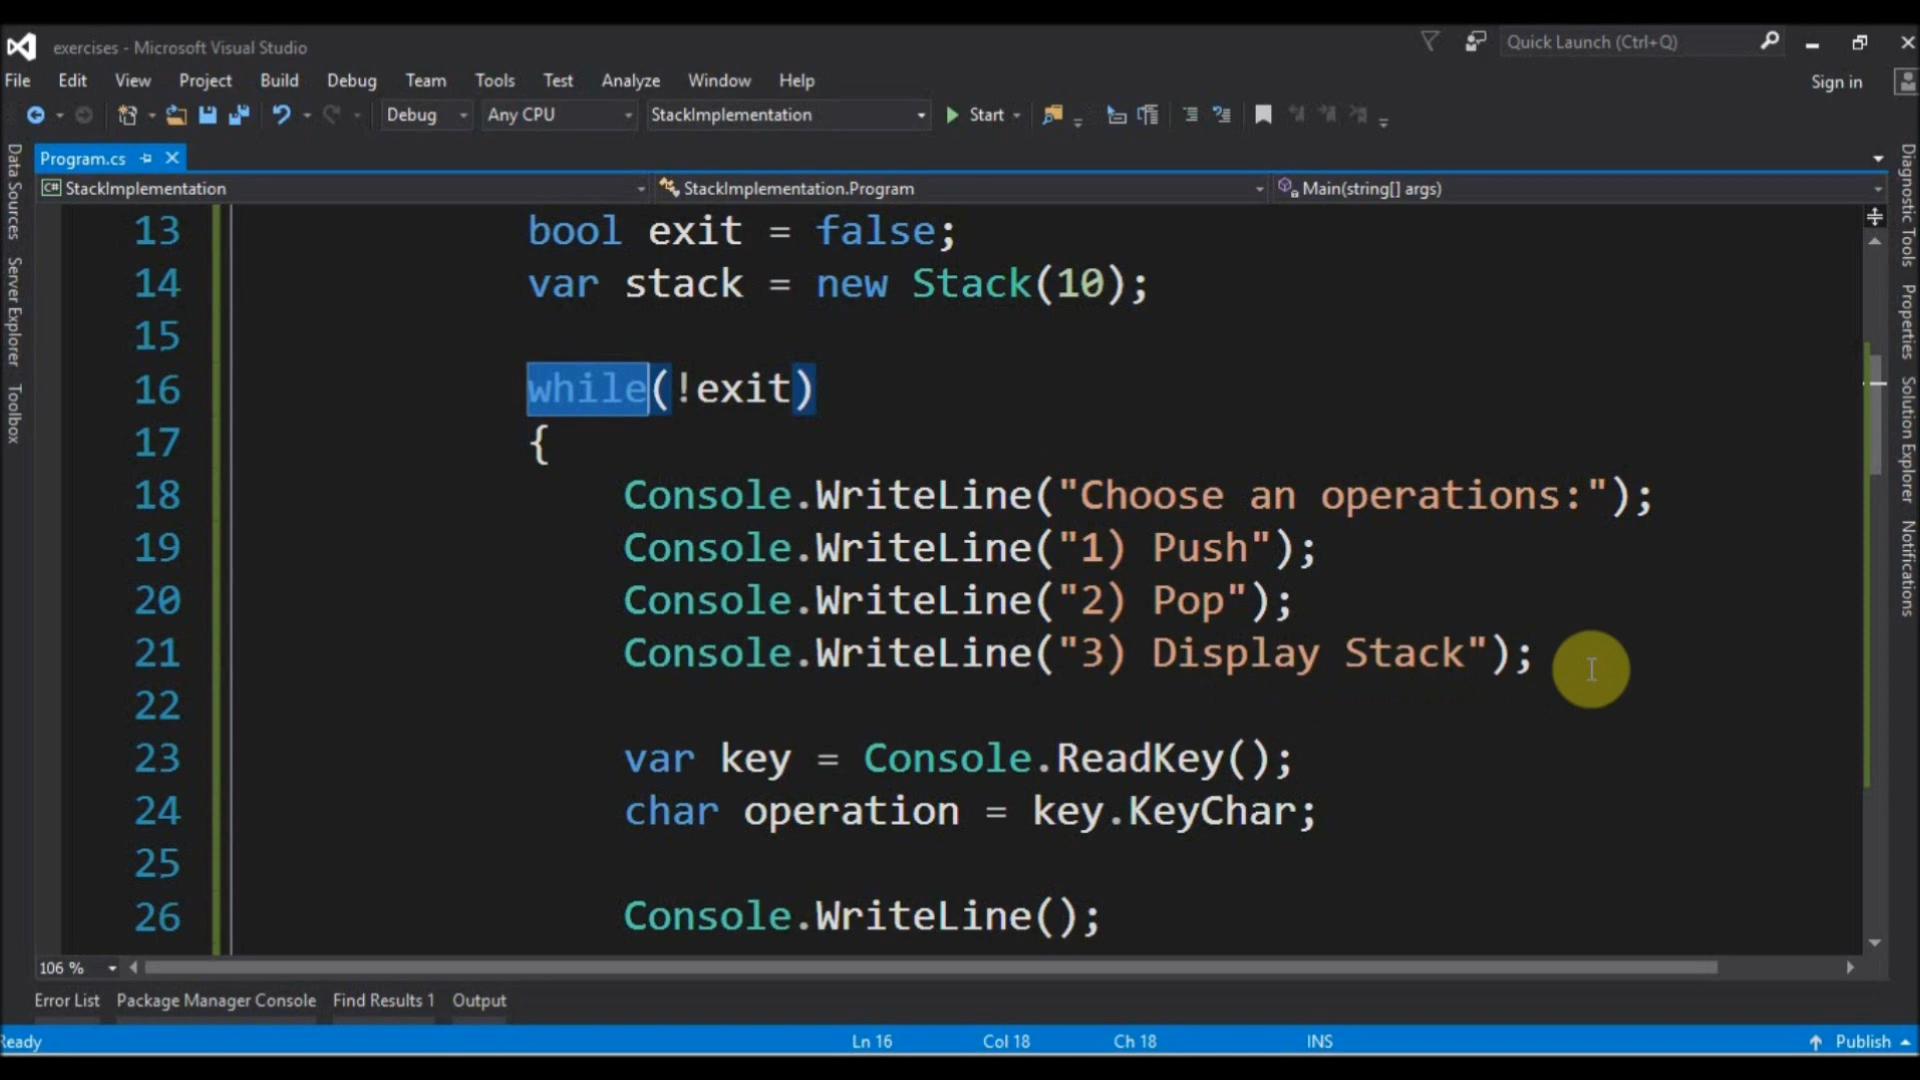 exercises - Microsoft Visual Studio
Quick Launch (Ctrl+Q)
File Edit View Project Build Debug Team Tools Test Analyze Window Help
Sign in
Debug Any CPU StackImplementation Start
Program.cs
StackImplementation StackImplementation.Program Main(string[] args)
Data Sources
Server Explorer
Toolbox
13 bool exit = false;
14 var stack = new Stack(10);
15
16 while(!exit)
17 {
18 Console.WriteLine("Choose an operations:");
19 Console.WriteLine("1) Push");
20 Console.WriteLine("2) Pop");
21 Console.WriteLine("3) Display Stack");
22
23 var key = Console.ReadKey();
24 char operation = key.KeyChar;
25
26 Console.WriteLine();
Diagnostic Tools
Properties
Solution Explorer
Notifications
106 %
Error List Package Manager Console Find Results 1 Output
Ready Ln 16 Col 18 Ch 18 INS Publish